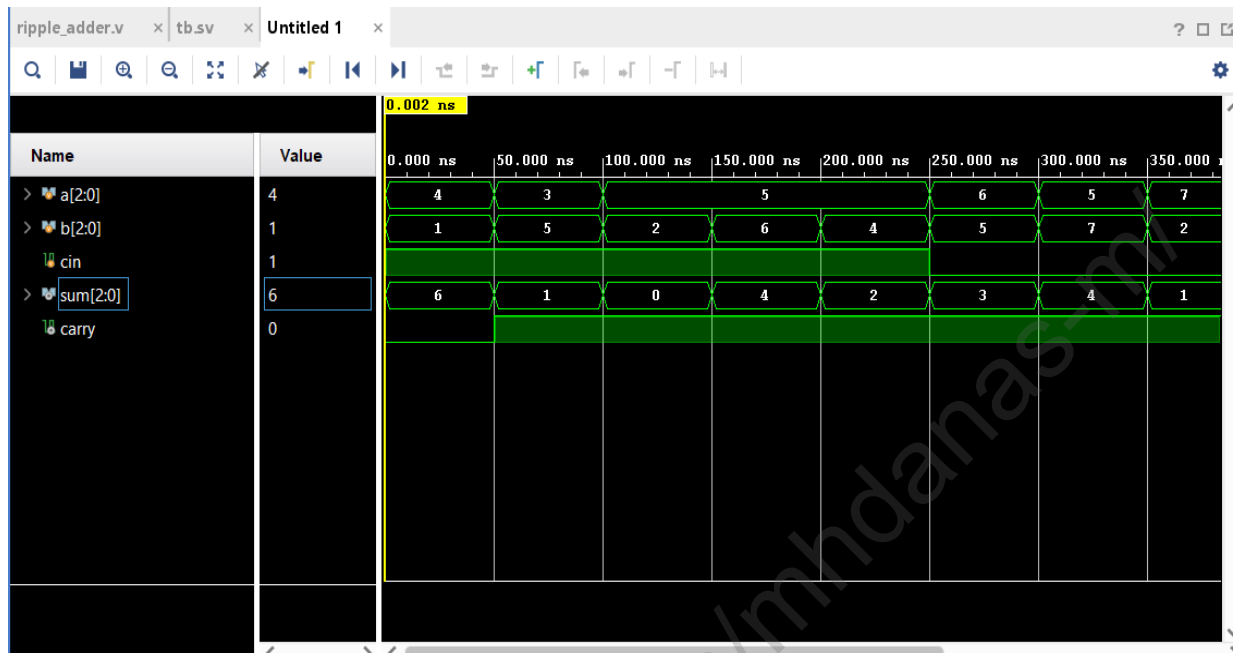 ripple_adder.v × tb.sv × Untitled 1 × ?
0.002 ns
Name Value 0.000 ns 50.000 ns 100.000 ns 150.000 ns 200.000 ns 250.000 ns 300.000 ns 350.000
> a[2:0] 4 4 3 5 6 5 7
> b[2:0] 1 1 5 2 6 4 5 7 2
cin 1
> sum[2:0] 6 6 1 0 4 2 3 4 1
carry 0
/mhdanas-m/